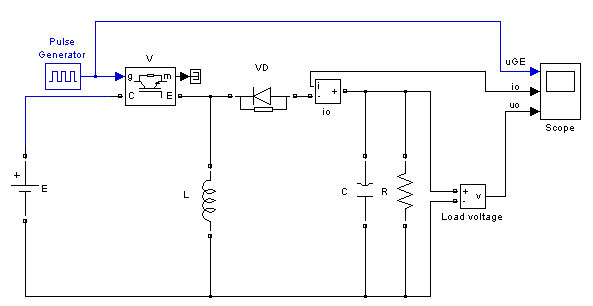 Pulse
Generator
V
g
m
C
E
VD
i
+
-
io
uGE
io
uo
Scope
+
E
L
C
R
+
-
v
Load voltage